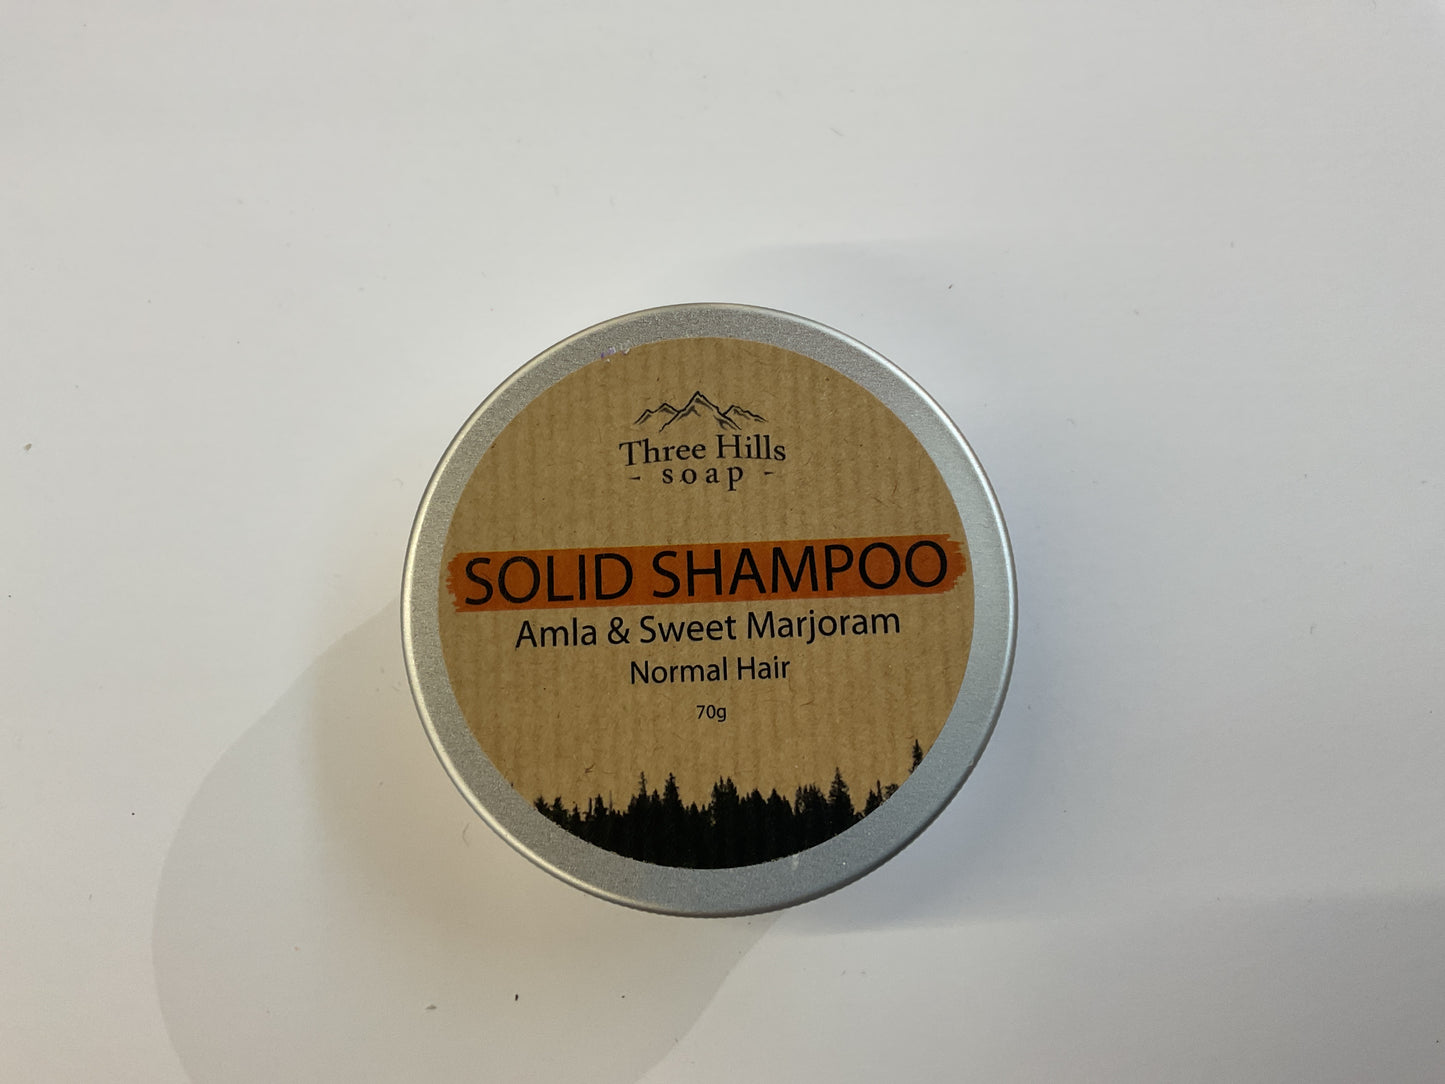 Three Hills
- soap -
SOLID SHAMPOO
Amla & Sweet Marjoram
Normal Hair
70g